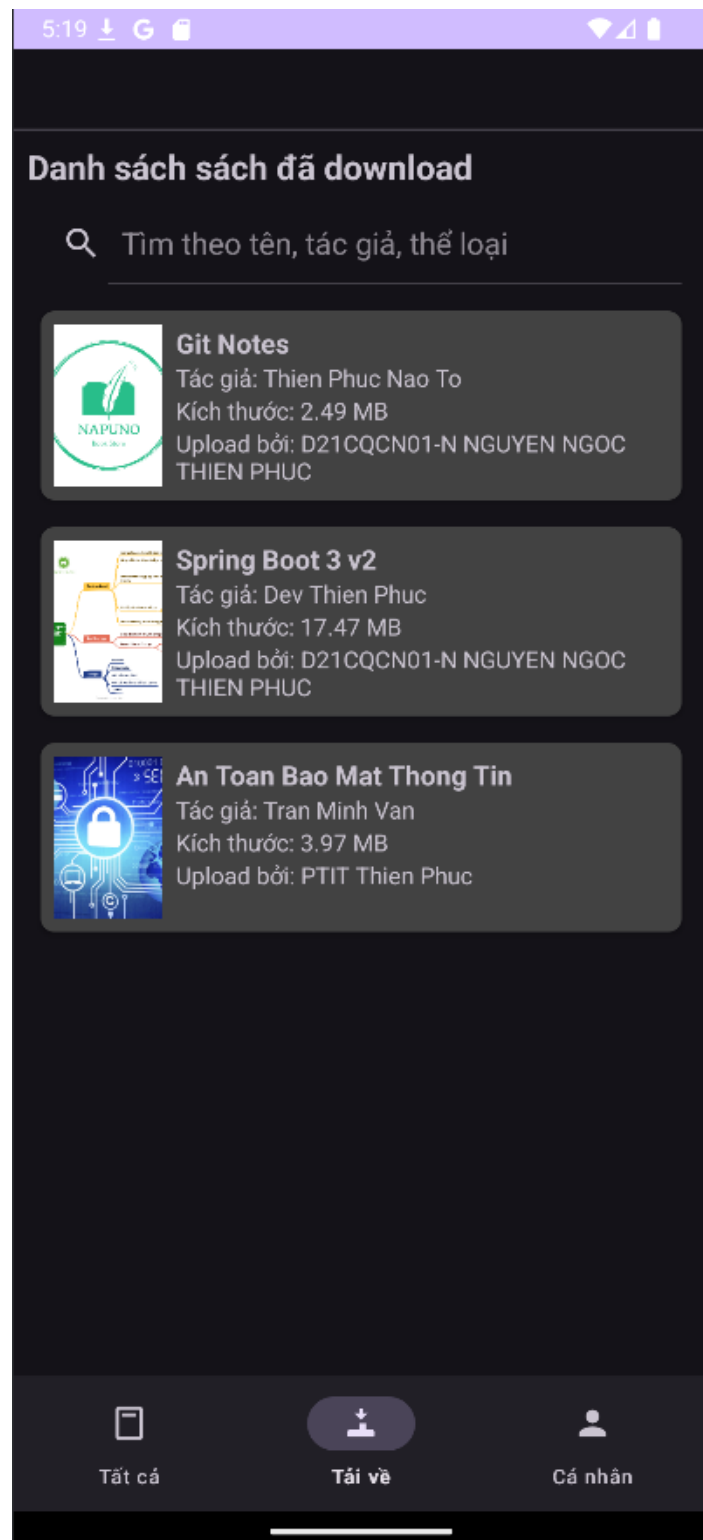 5:19
Danh sách sách đã download
Tìm theo tên, tác giả, thể loại
Git Notes
Tác giả: Thien Phuc Nao To
Kích thước: 2.49 MB
Upload bởi: D21CQCN01-N NGUYEN NGOC
THIEN PHUC
NAPUNO
Book Store
Spring Boot 3 v2
Tác giả: Dev Thien Phuc
Kích thước: 17.47 MB
Upload bởi: D21CQCN01-N NGUYEN NGOC
THIEN PHUC
An Toan Bao Mat Thong Tin
Tác giả: Tran Minh Van
Kích thước: 3.97 MB
Upload bởi: PTIT Thien Phuc
Tất cả
Tải về
Cá nhân